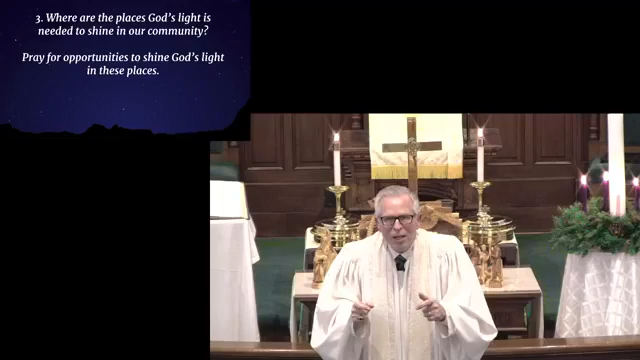 3. Where are the places God's light is
needed to shine in our community?
Pray for opportunities to shine God's light
in these places.